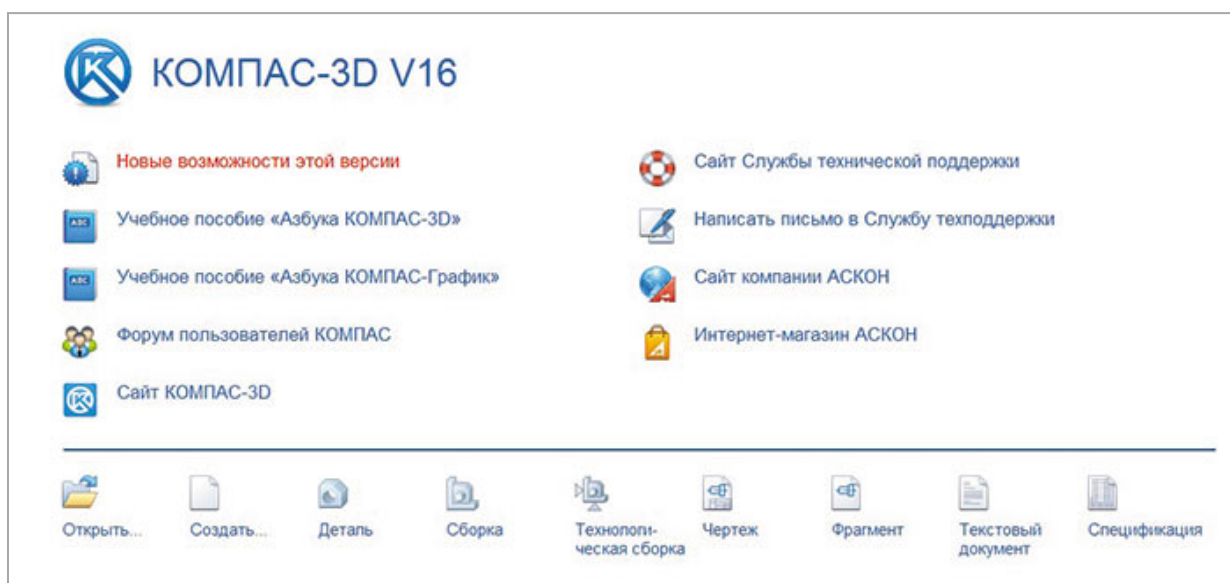 КОМПАС-3D V16
Новые возможности этой версии
Учебное пособие «Азбука КОМПАС-3D»
Учебное пособие «Азбука КОМПАС-График»
Форум пользователей КОМПАС
Сайт КОМПАС-3D
Сайт Службы технической поддержки
Написать письмо в Службу техподдержки
Сайт компании АСКОН
Интернет-магазин АСКОН
Открыть...
Создать...
Деталь
Сборка
Технологи-
ческая сборка
Чертеж
Фрагмент
Текстовый
документ
Спецификация